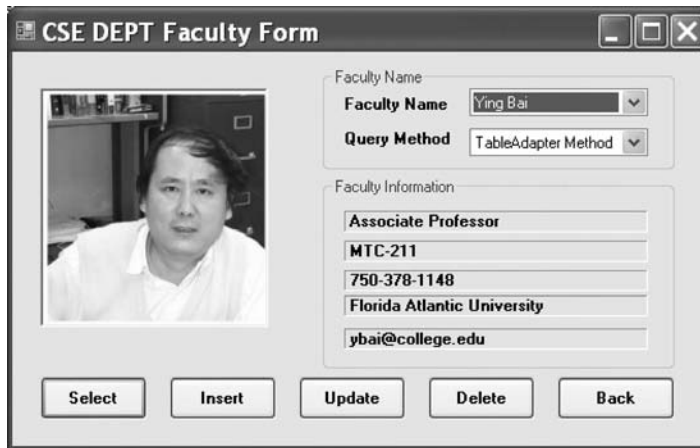 CSE DEPT Faculty Form
Faculty Name
Faculty Name Ying Bai
Query Method TableAdapter Method
Faculty Information
Associate Professor
MTC-211
750-378-1148
Florida Atlantic University
ybai@college.edu
Select Insert Update Delete Back